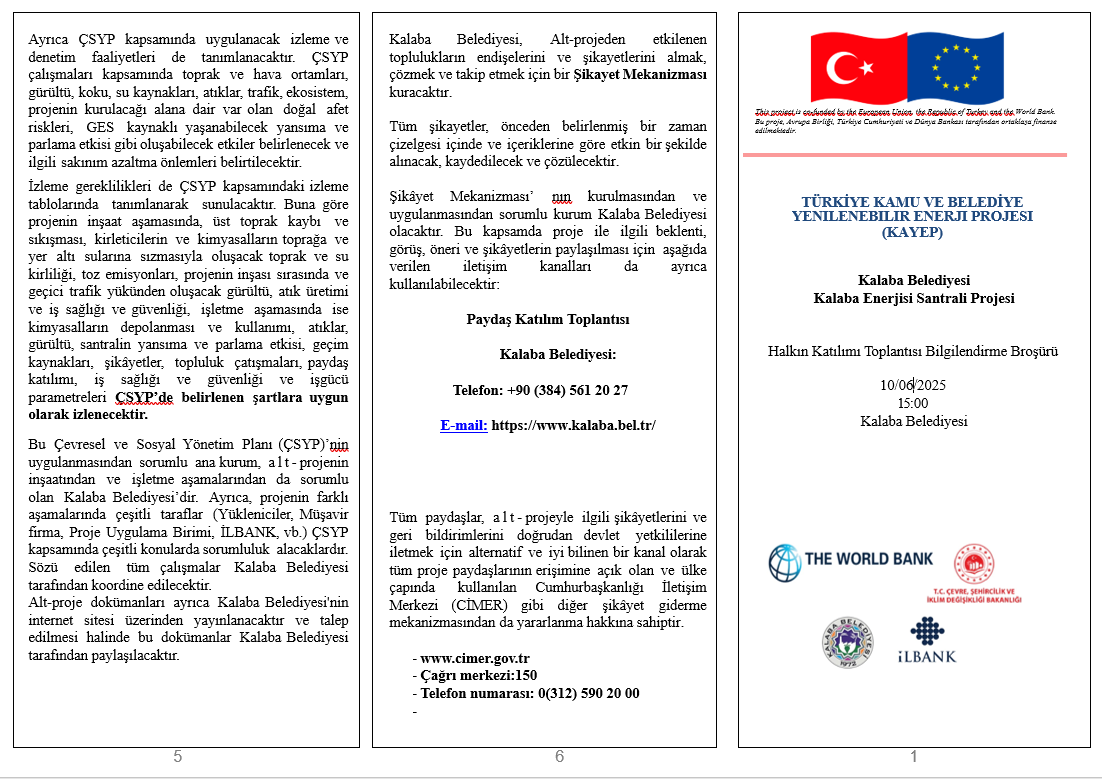 Ayrıca ÇSYP kapsamında uygulanacak izleme ve
denetim faaliyetleri de tanımlanacaktır. ÇSYP
çalışmaları kapsamında toprak ve hava ortamları,
gürültü, koku, su kaynakları, atıklar, trafik, ekosistem,
projenin kurulacağı alana dair var olan doğal afet
riskleri, GES kaynaklı yaşanabilecek yansıma ve
parlama etkisi gibi oluşabilecek etkiler belirlenecek ve
ilgili sakınım azaltma önlemleri belirtilecektir.
İzleme gereklilikleri de ÇSYP kapsamındaki izleme
tablolarında tanımlanarak sunulacaktır. Buna göre
projenin inşaat aşamasında, üst toprak kaybı ve
sıkışması, kirleticilerin ve kimyasalların toprağa ve
yer altı sularına sızmasıyla oluşacak toprak ve su
kirliliği, toz emisyonları, projenin inşası sırasında ve
geçici trafik yükünden oluşacak gürültü, atık üretimi
ve iş sağlığı ve güvenliği, işletme aşamasında ise
kimyasalların depolanması ve kullanımı, atıklar,
gürültü, santralin yansıma ve parlama etkisi, geçim
kaynakları, şikâyetler, topluluk çatışmaları, paydaş
katılımı, iş sağlığı ve güvenliği ve işgücü
parametreleri ÇSYP’de belirlenen şartlara uygun
olarak izlenecektir.
Bu Çevresel ve Sosyal Yönetim Planı (ÇSYP)’nin
uygulanmasından sorumlu ana kurum, alt-projenin
inşaatından ve işletme aşamalarından da sorumlu
olan Kalaba Belediyesi’dir. Ayrıca, projenin farklı
aşamalarında çeşitli taraflar (Yükleniciler, Müşavir
firma, Proje Uygulama Birimi, İLBANK, vb.) ÇSYP
kapsamında çeşitli konularda sorumluluk alacaklardır.
Sözü edilen tüm çalışmalar Kalaba Belediyesi
tarafından koordine edilecektir.
Alt-proje dokümanları ayrıca Kalaba Belediyesi'nin
internet sitesi üzerinden yayınlanacaktır ve talep
edilmesi halinde bu dokümanlar Kalaba Belediyesi
tarafından paylaşılacaktır.
5
Kalaba Belediyesi, Alt-projeden etkilenen
toplulukların endişelerini ve şikayetlerini almak,
çözmek ve takip etmek için bir Şikayet Mekanizması
kuracaktır.
Tüm şikayetler, önceden belirlenmiş bir zaman
çizelgesi içinde ve içeriklerine göre etkin bir şekilde
alınacak, kaydedilecek ve çözülecektir.
Şikâyet Mekanizması’ nın kurulmasından ve
uygulanmasından sorumlu kurum Kalaba Belediyesi
olacaktır. Bu kapsamda proje ile ilgili beklenti,
görüş, öneri ve şikâyetlerin paylaşılması için aşağıda
verilen iletişim kanalları da ayrıca
kullanılabilecektir:
Paydaş Katılım Toplantısı
Kalaba Belediyesi:
Telefon: +90 (384) 561 20 27
E-mail: https://www.kalaba.bel.tr/
Tüm paydaşlar, alt-projeyle ilgili şikâyetlerini ve
geri bildirimlerini doğrudan devlet yetkililerine
iletmek için alternatif ve iyi bilinen bir kanal olarak
tüm proje paydaşlarının erişimine açık olan ve ülke
çapında kullanılan Cumhurbaşkanlığı İletişim
Merkezi (CİMER) gibi diğer şikâyet giderme
mekanizmasından da yararlanma hakkına sahiptir.
- www.cimer.gov.tr
- Çağrı merkezi:150
- Telefon numarası: 0(312) 590 20 00
-
6
This project is co-funded by the European Union, the Republic of Turkey and the World Bank.
Bu proje, Avrupa Birliği, Türkiye Cumhuriyeti ve Dünya Bankası tarafından ortaklaşa finanse
edilmektedir.
TÜRKİYE KAMU VE BELEDİYE
YENİLENEBILIR ENERJI PROJESI
(KAYEP)
Kalaba Belediyesi
Kalaba Enerjisi Santrali Projesi
Halkın Katılımı Toplantısı Bilgilendirme Broşürü
10/06/2025
15:00
Kalaba Belediyesi
THE WORLD BANK
T.C. ÇEVRE, ŞEHİRCİLİK VE
İKLİM DEĞİŞİKLİĞİ BAKANLIĞI
KALABA BELEDİYESİ
1972
iLBANK
1